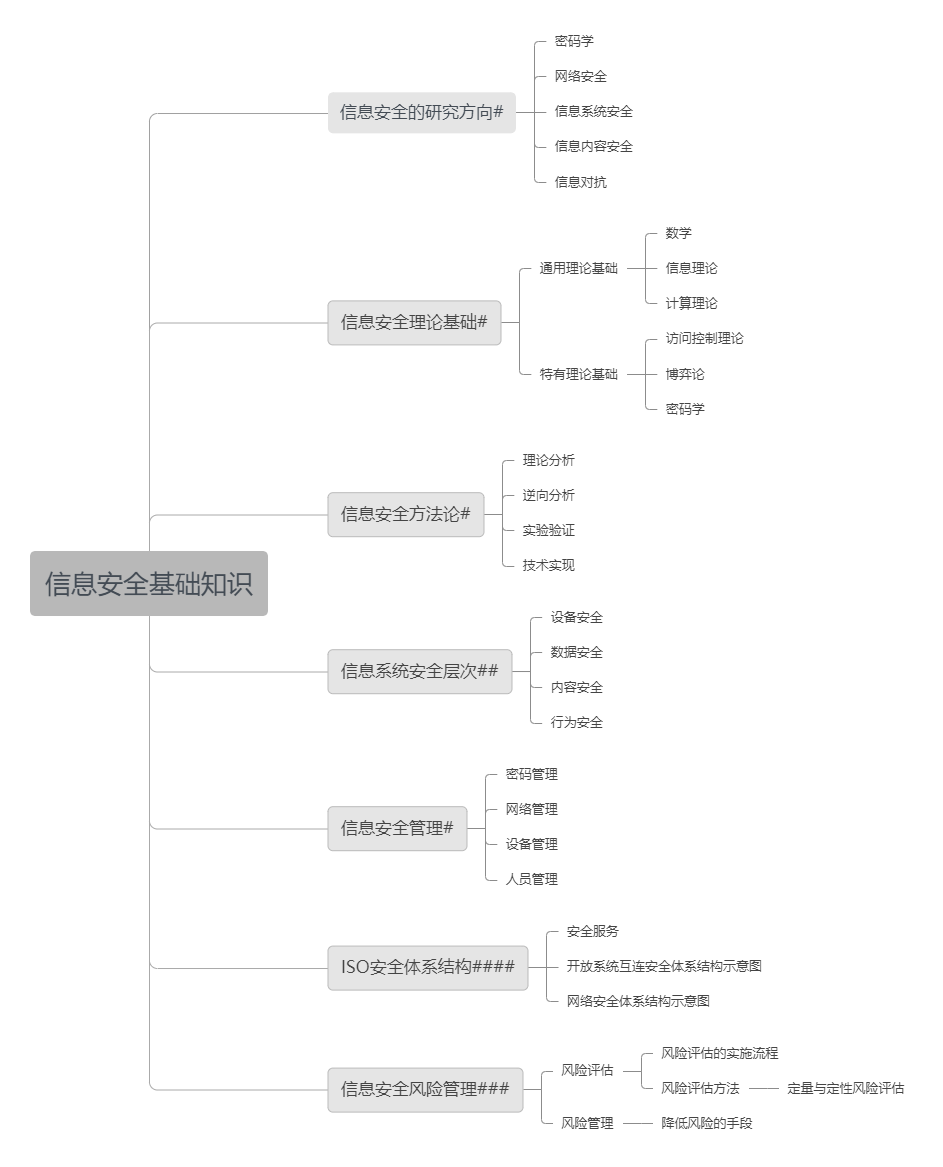 信息安全基础知识
信息安全的研究方向#
密码学
网络安全
信息系统安全
信息内容安全
信息对抗
信息安全理论基础#
通用理论基础
数学
信息理论
计算理论
特有理论基础
访问控制理论
博弈论
密码学
信息安全方法论#
理论分析
逆向分析
实验验证
技术实现
信息系统安全层次##
设备安全
数据安全
内容安全
行为安全
信息安全管理#
密码管理
网络管理
设备管理
人员管理
ISO安全体系结构####
安全服务
开放系统互连安全体系结构示意图
网络安全体系结构示意图
信息安全风险管理###
风险评估
风险评估的实施流程
风险评估方法
定量与定性风险评估
风险管理
降低风险的手段